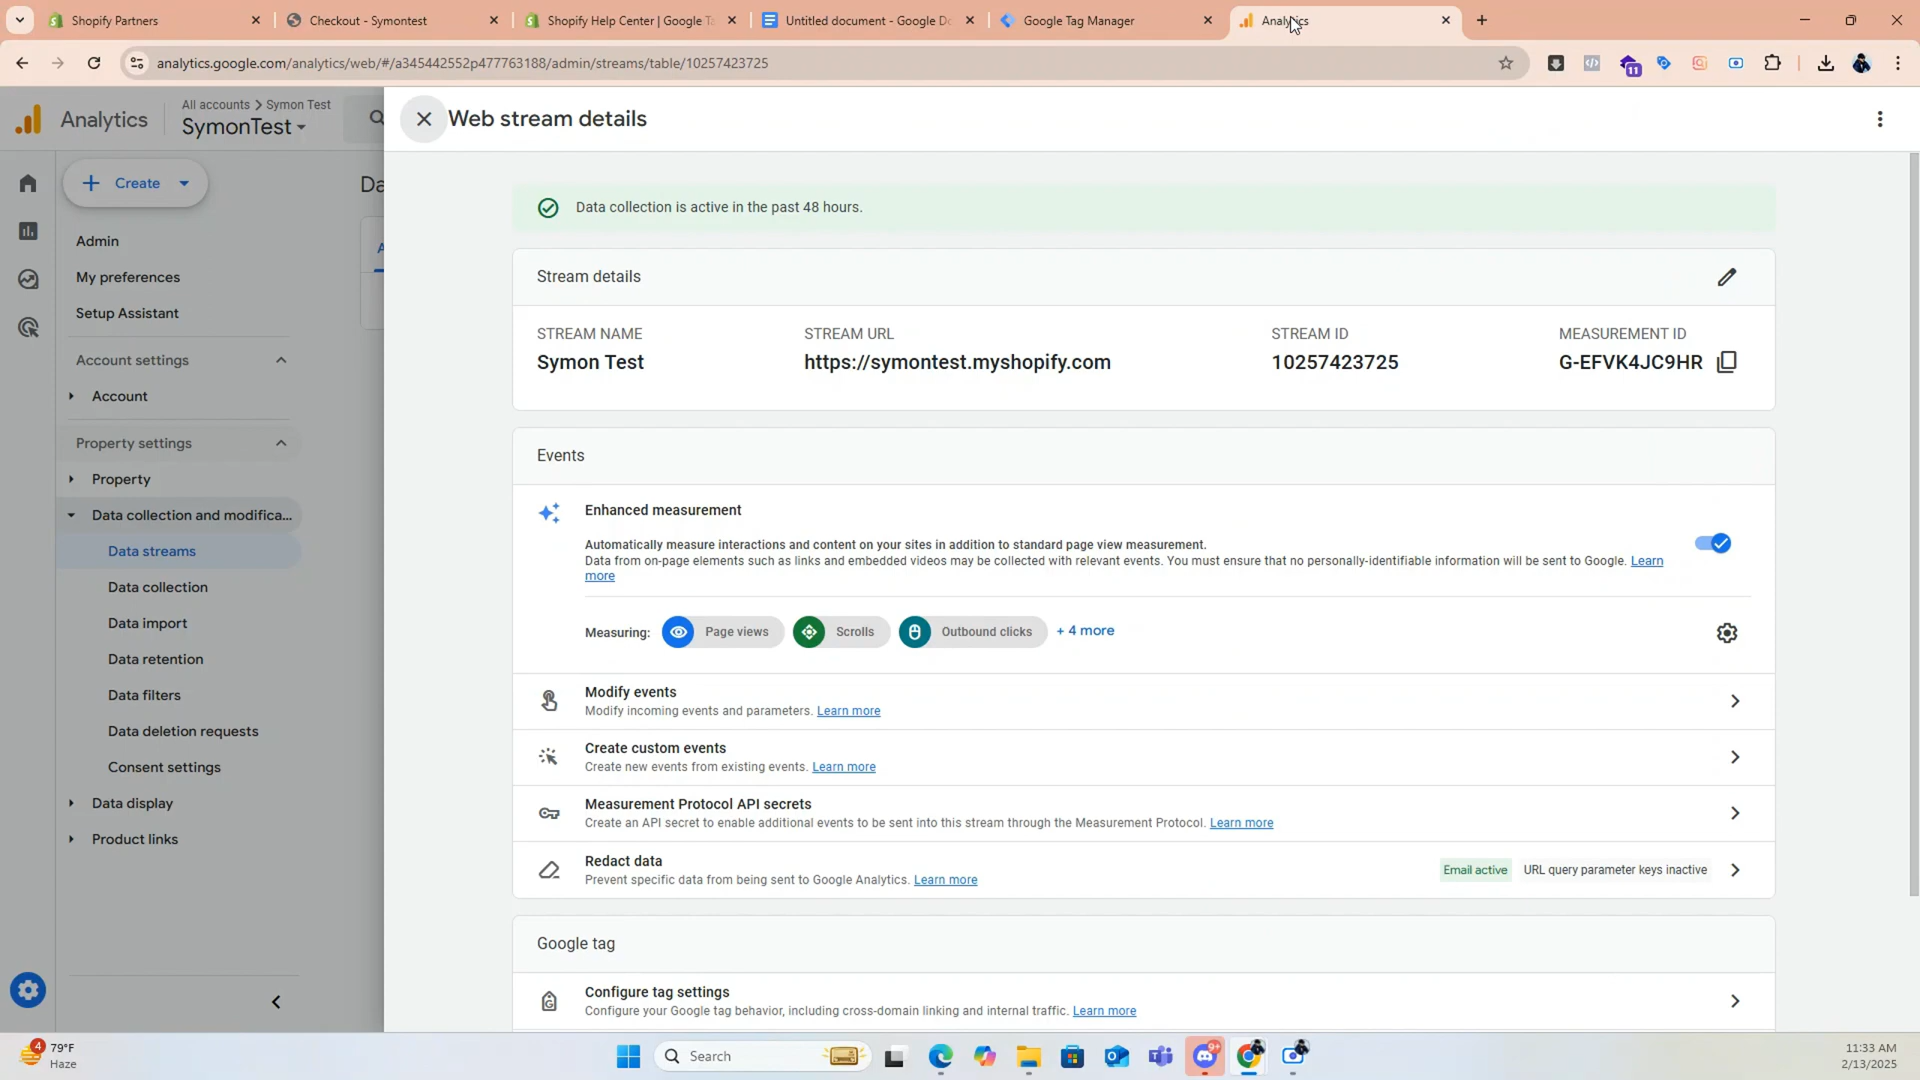 Shopify Partners
Checkout - Symontest
Shopify Help Center | Google Ta
Untitled document - Google Do
Google Tag Manager
Analytics
analytics.google.com/analytics/web/#/a345442552p477763188/admin/streams/table/10257423725
11
Analytics
All accounts > Symon Test
SymonTest
Web stream details
Create
Da
Admin
My preferences
Setup Assistant
Account settings
Account
Property settings
Property
Data collection and modifica...
Data streams
Data collection
Data import
Data retention
Data filters
Data deletion requests
Consent settings
Data display
Product links
A
Data collection is active in the past 48 hours.
Stream details
STREAM NAME
Symon Test
STREAM URL
https://symontest.myshopify.com
STREAM ID
10257423725
MEASUREMENT ID
G-EFVK4JC9HR
Events
Enhanced measurement
Automatically measure interactions and content on your sites in addition to standard page view measurement.
Data from on-page elements such as links and embedded videos may be collected with relevant events. You must ensure that no personally-identifiable information will be sent to Google. Learn
more
Measuring:
Page views
Scrolls
Outbound clicks
+ 4 more
Modify events
Modify incoming events and parameters. Learn more
Create custom events
Create new events from existing events. Learn more
Measurement Protocol API secrets
Create an API secret to enable additional events to be sent into this stream through the Measurement Protocol. Learn more
Redact data
Prevent specific data from being sent to Google Analytics. Learn more
Email active
URL query parameter keys inactive
Google tag
Configure tag settings
Configure your Google tag behavior, including cross-domain linking and internal traffic. Learn more
4
79°F
Haze
Search
9+
11:33 AM
2/13/2025